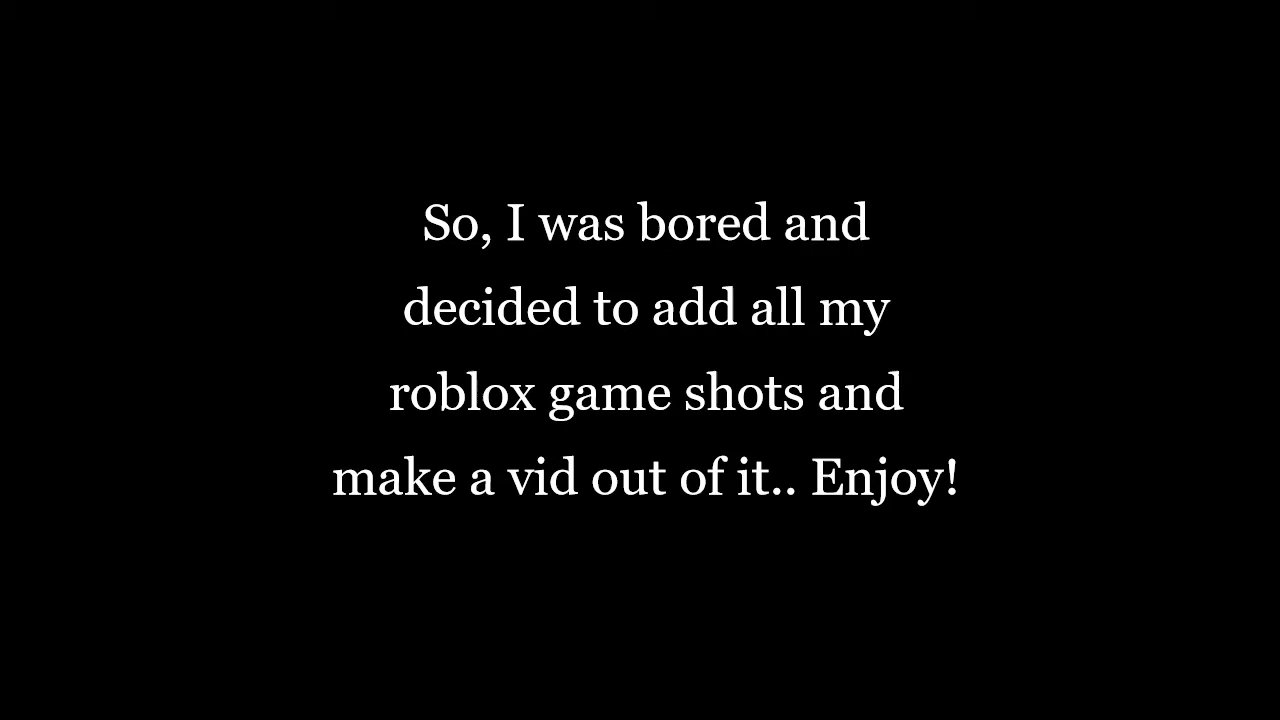 So, I was bored and
decided to add all my
roblox game shots and
make a vid out of it.. Enjoy!